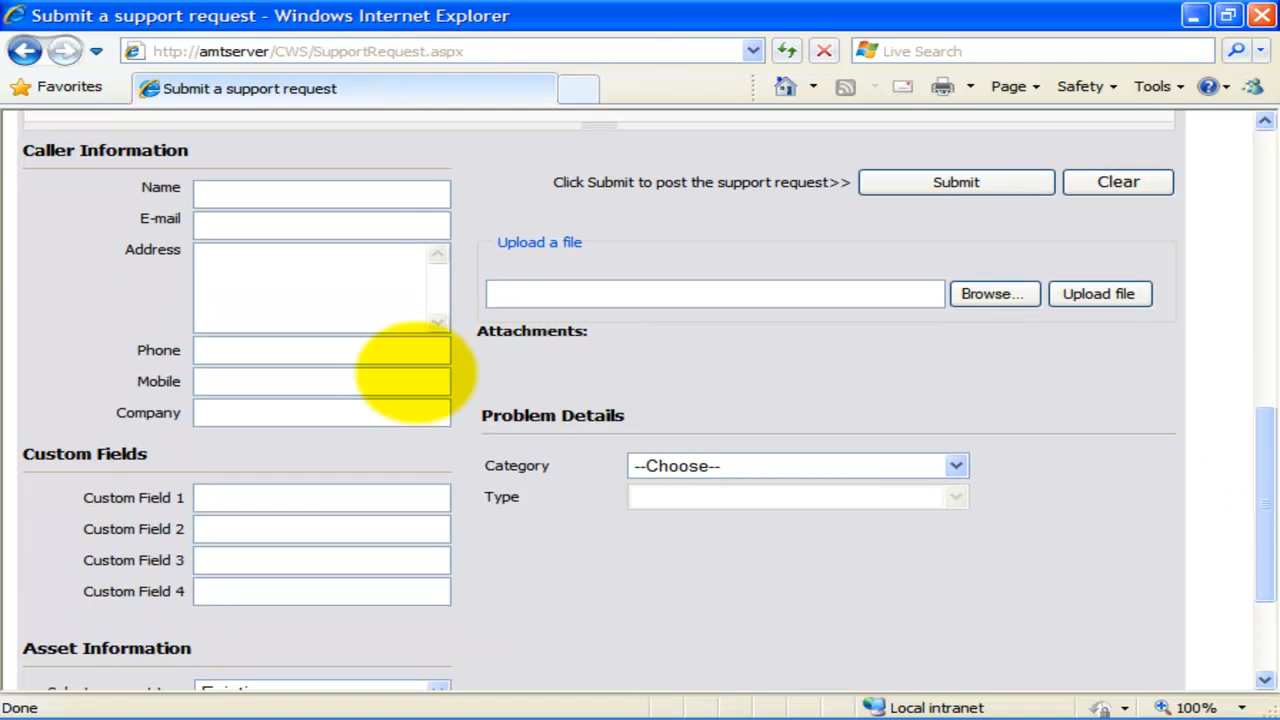 Submit a support request - Windows Internet Explorer
http://amtserver/CWS/SupportRequest.aspx
Live Search
Favorites
Submit a support request
Page
Safety
Tools
Caller Information
Name
E-mail
Address
Phone
Mobile
Company
Click Submit to post the support request>>
Submit
Clear
Upload a file
Browse...
Upload file
Attachments:
Problem Details
Category
--Choose--
Type
Custom Fields
Custom Field 1
Custom Field 2
Custom Field 3
Custom Field 4
Asset Information
Done
Local intranet
100%